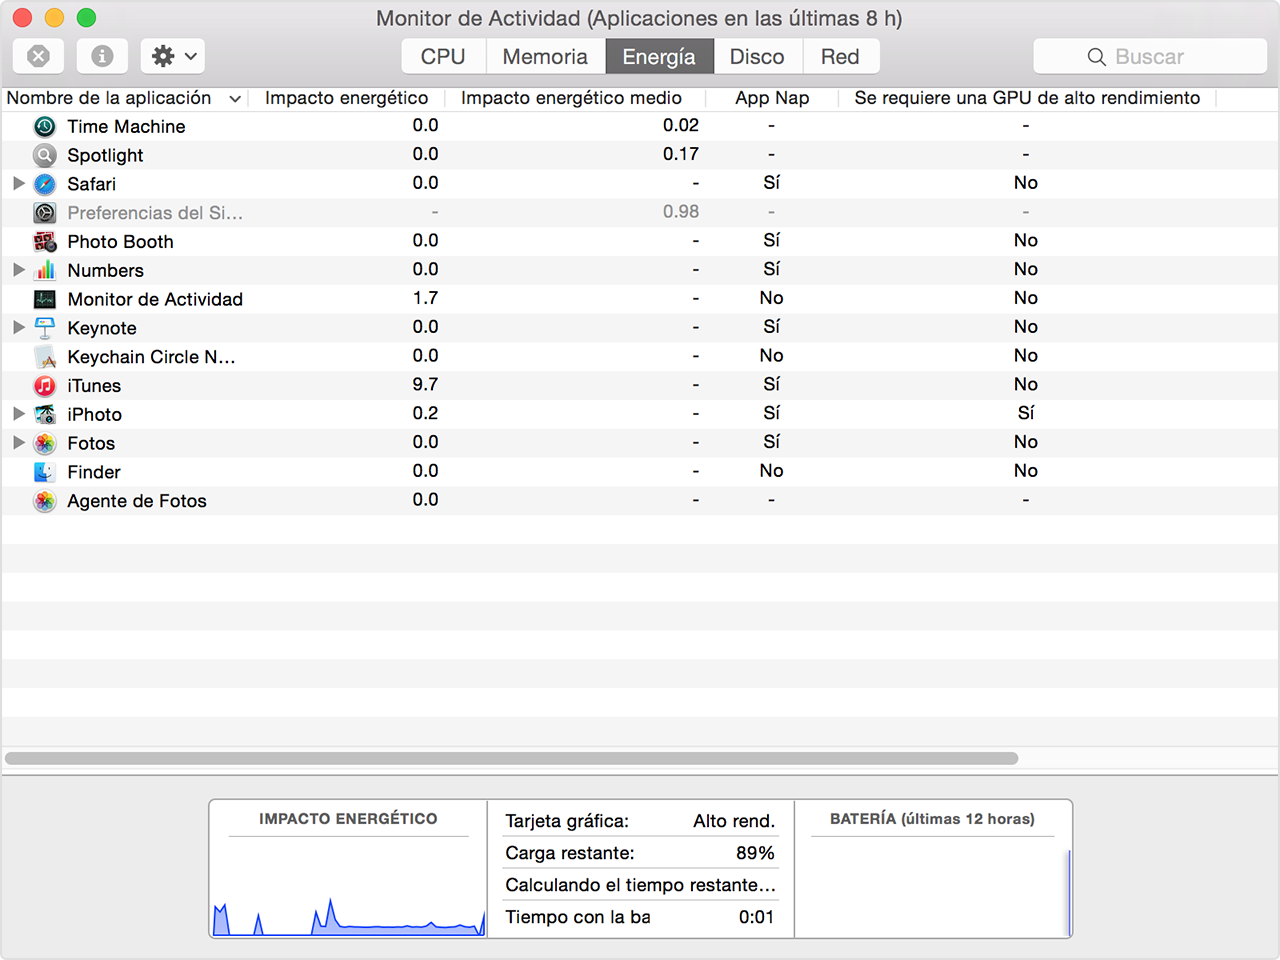 Monitor de Actividad (Aplicaciones en las últimas 8 h)
CPU Memoria Energía Disco Red Buscar
Nombre de la aplicación Impacto energético Impacto energético medio App Nap Se requiere una GPU de alto rendimiento
Time Machine 0.0 0.02 - -
Spotlight 0.0 0.17 - -
Safari 0.0 - Sí No
Preferencias del Si... - 0.98 - -
Photo Booth 0.0 - Sí No
Numbers 0.0 - Sí No
Monitor de Actividad 1.7 - No No
Keynote 0.0 - Sí No
Keychain Circle N... 0.0 - No No
iTunes 9.7 - Sí No
iPhoto 0.2 - Sí Sí
Fotos 0.0 - Sí No
Finder 0.0 - No No
Agente de Fotos 0.0 - - -
IMPACTO ENERGÉTICO
Tarjeta gráfica: Alto rend.
Carga restante: 89%
Calculando el tiempo restante...
Tiempo con la ba 0:01
BATERÍA (últimas 12 horas)